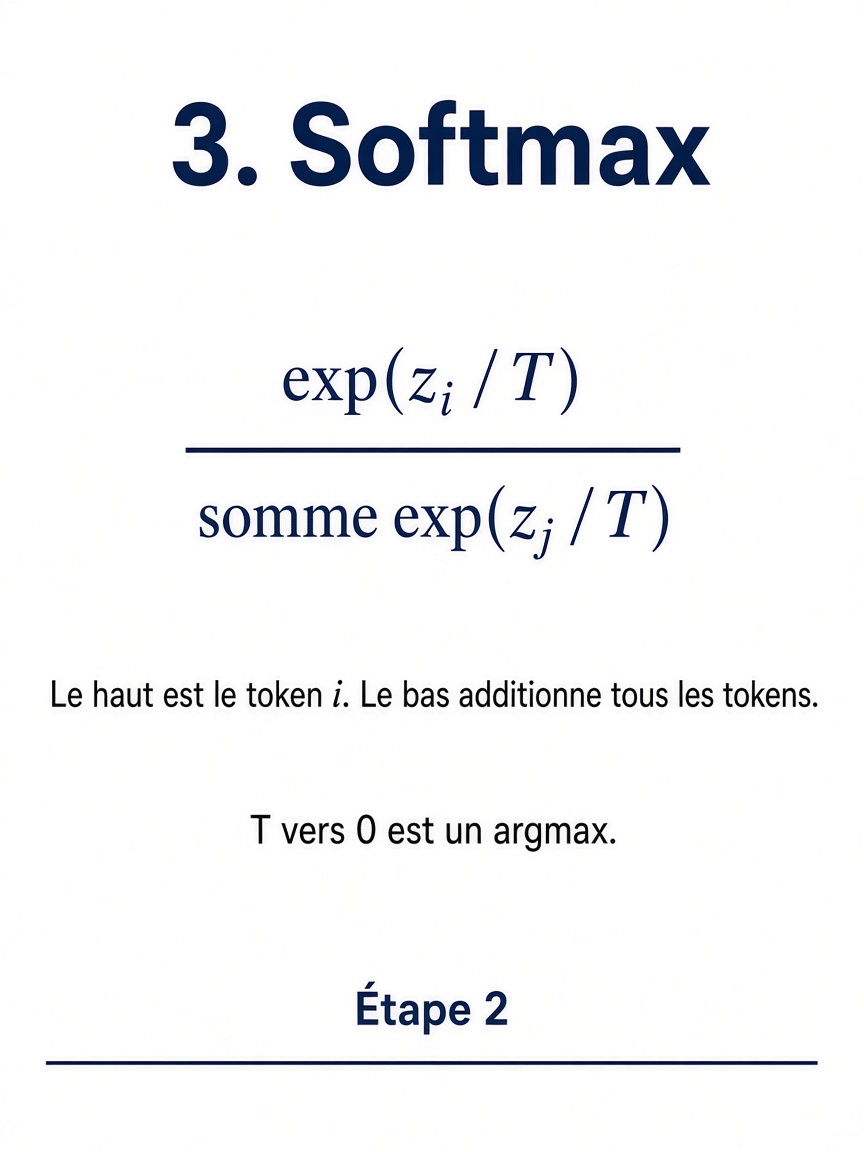 3. Softmax
exp(z_i / T)
somme exp(z_j / T)
Le haut est le token i. Le bas additionne tous les tokens.
T vers 0 est un argmax.
Étape 2